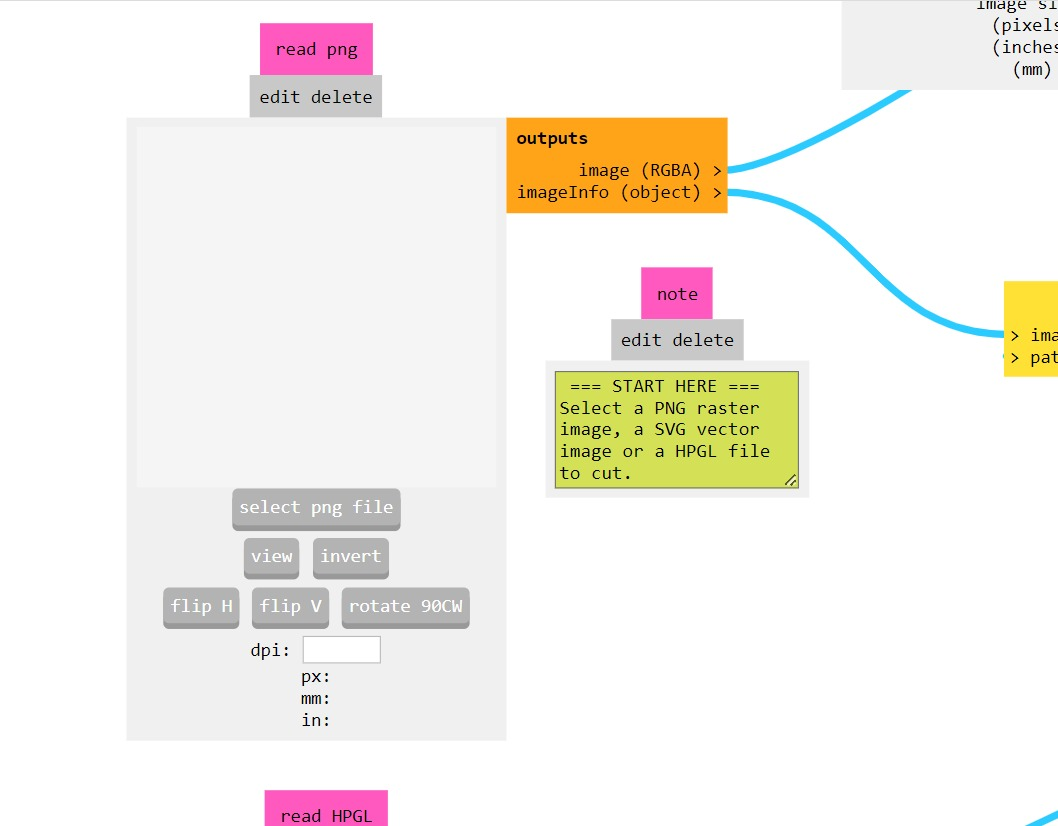 image si
(pixels
(inches
(mm)
read png
edit delete
outputs
image (RGBA) >
imageInfo (object) >
note
edit delete
=== START HERE ===
Select a PNG raster
image, a SVG vector
image or a HPGL file
to cut.
> ima
> pat
select png file
view invert
flip H flip V rotate 90CW
dpi:
px:
mm:
in:
read HPGL